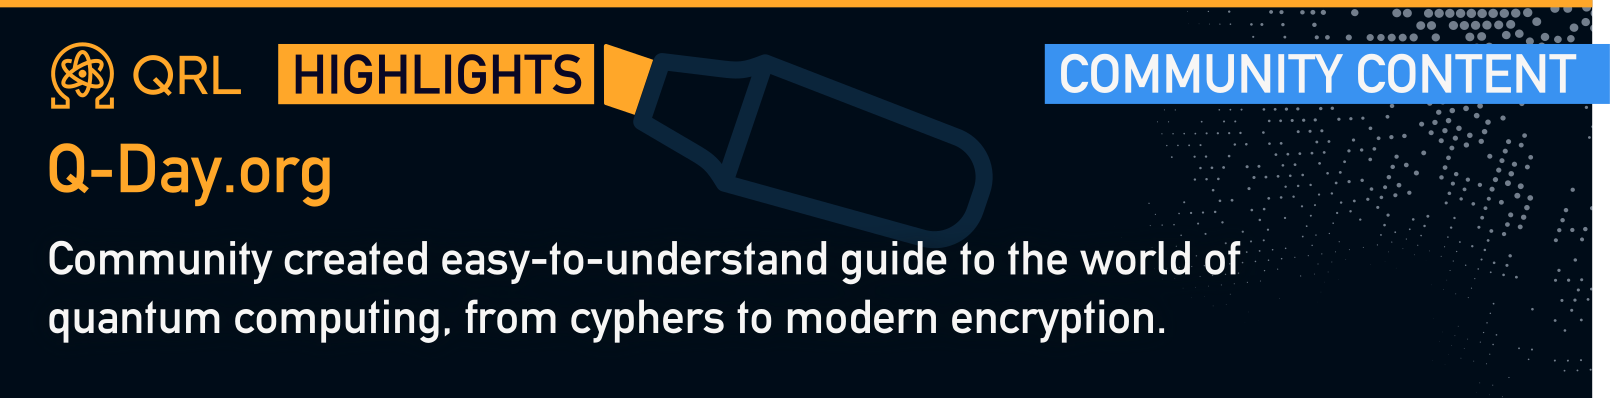 QRL HIGHLIGHTS COMMUNITY CONTENT
Q-Day.org
Community created easy-to-understand guide to the world of
quantum computing, from cyphers to modern encryption.